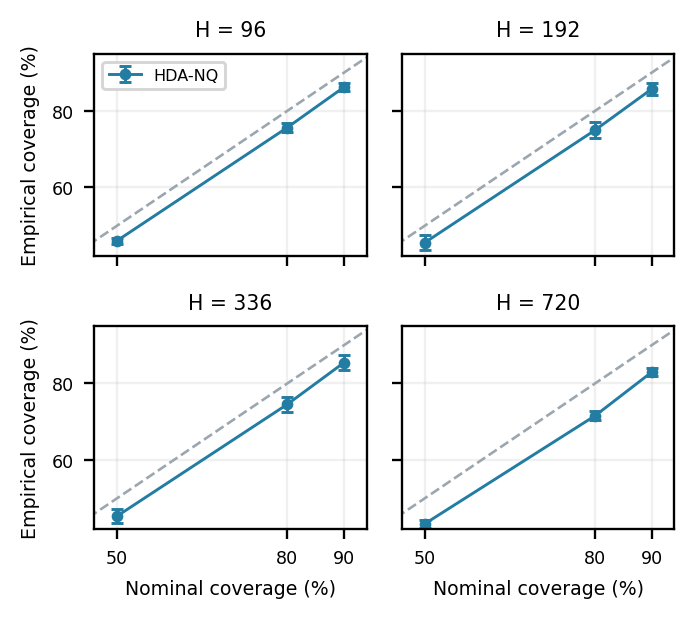 H = 96
H = 192
HDA-NQ
Empirical coverage (%)
80
60
H = 336
H = 720
Empirical coverage (%)
80
60
50
80
90
50
80
90
Nominal coverage (%)
Nominal coverage (%)